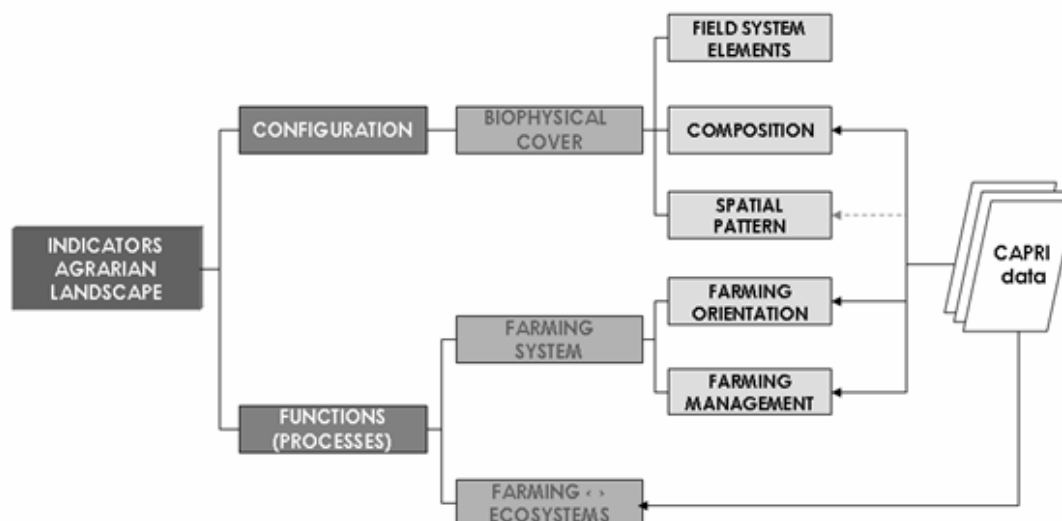 FIELD SYSTEM
ELEMENTS
CONFIGURATION
BIOPHYSICAL
COVER
COMPOSITION
SPATIAL
PATTERN
INDICATORS
AGRARIAN
LANDSCAPE
CAPRI
data
FARMING
ORIENTATION
FARMING
SYSTEM
FARMING
MANAGEMENT
FUNCTIONS
(PROCESSES)
FARMING ‹ ›
ECOSYSTEMS